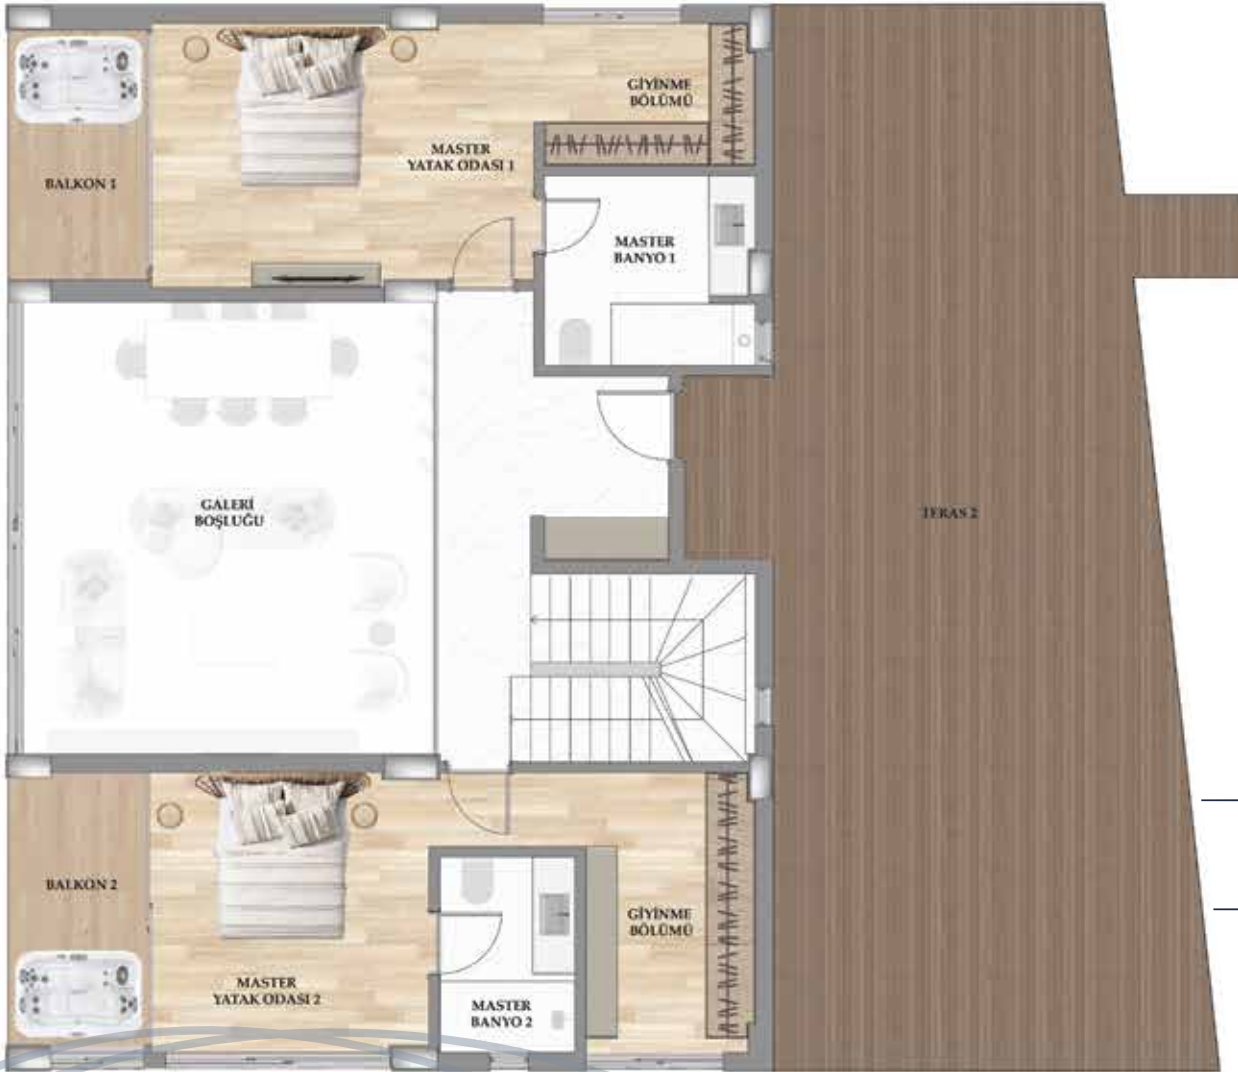 GİYİNME
BÖLÜMÜ
MASTER
YATAK ODASI 1
BALKON 1
MASTER
BANYO 1
GALERİ
BOŞLUĞU
TERAS 2
BALKON 2
GİYİNME
BÖLÜMÜ
MASTER
YATAK ODASI 2
MASTER
BANYO 2